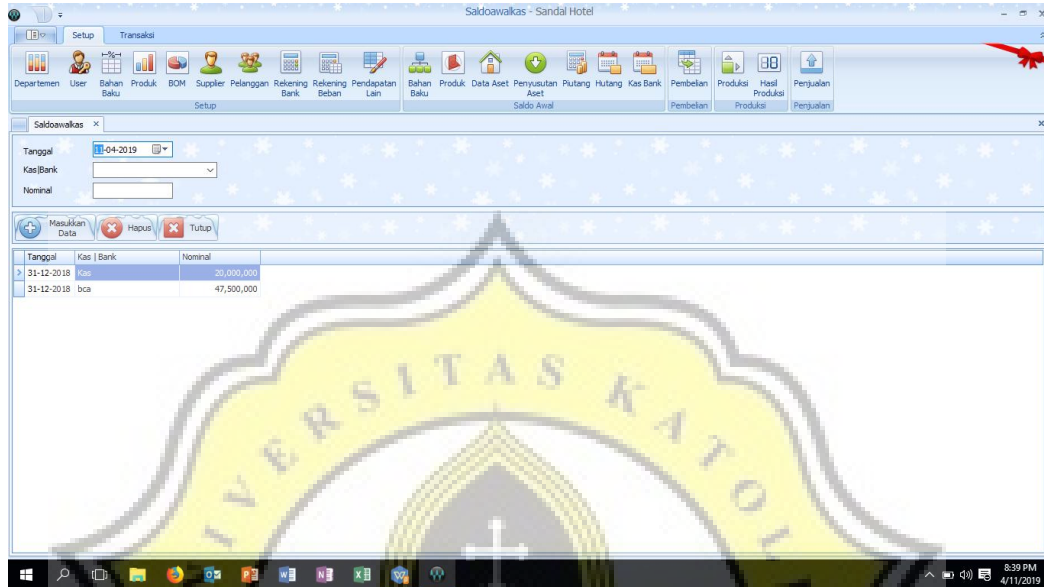 Saldoawalkas - Sandal Hotel
Setup Transaksi
Departemen User Bahan Baku Produk BOM Supplier Pelanggan Rekening Bank Rekening Beban Pendapatan Lain Bahan Baku Produk Data Aset Penyusutan Aset Piutang Hutang Kas Bank Pembelian Produksi Hasil Produksi Penjualan
Setup Saldo Awal Pembelian Produksi Penjualan
Saldoawalkas
Tanggal 11-04-2019
Kas|Bank
Nominal
Masukkan Data Hapus Tutup
Tanggal Kas | Bank Nominal
31-12-2018 Kas 20,000,000
31-12-2018 bca 47,500,000
IVERSITAS KATOL
8:39 PM
4/11/2019